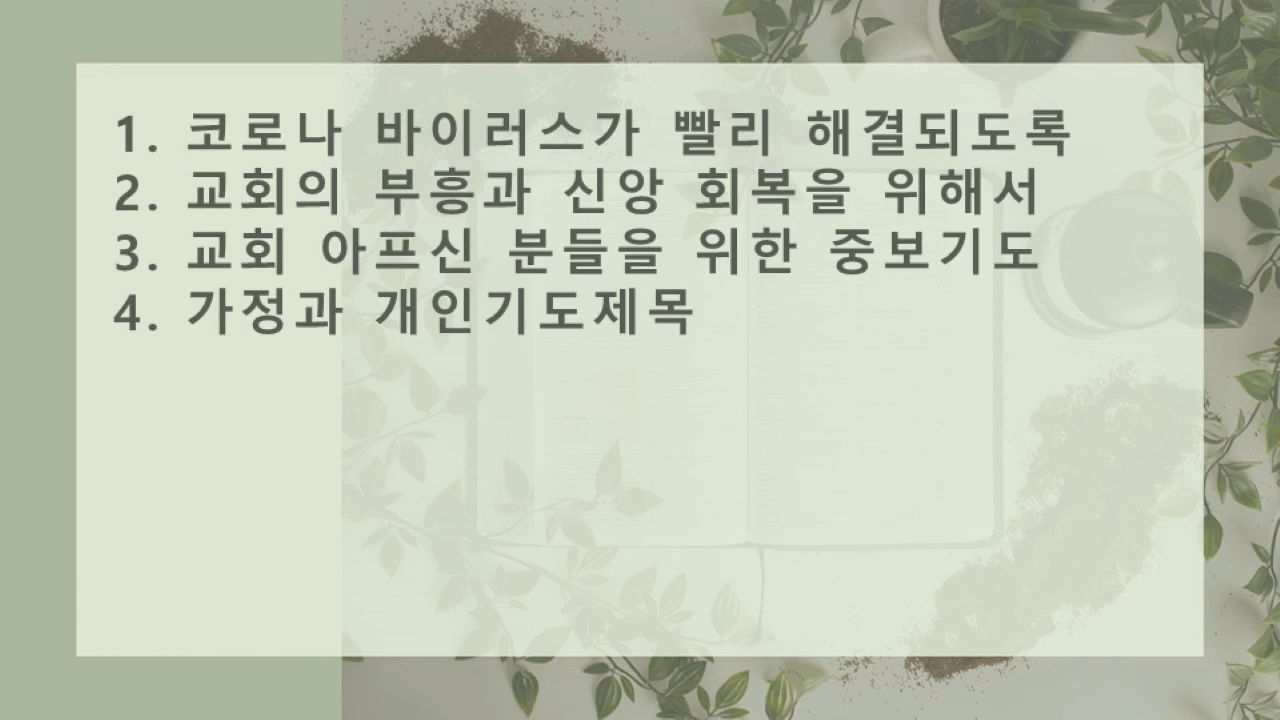 1. 코로나 바이러스가 빨리 해결되도록
2. 교회의 부흥과 신앙 회복을 위해서
3. 교회 아프신 분들을 위한 중보기도
4. 가정과 개인기도제목